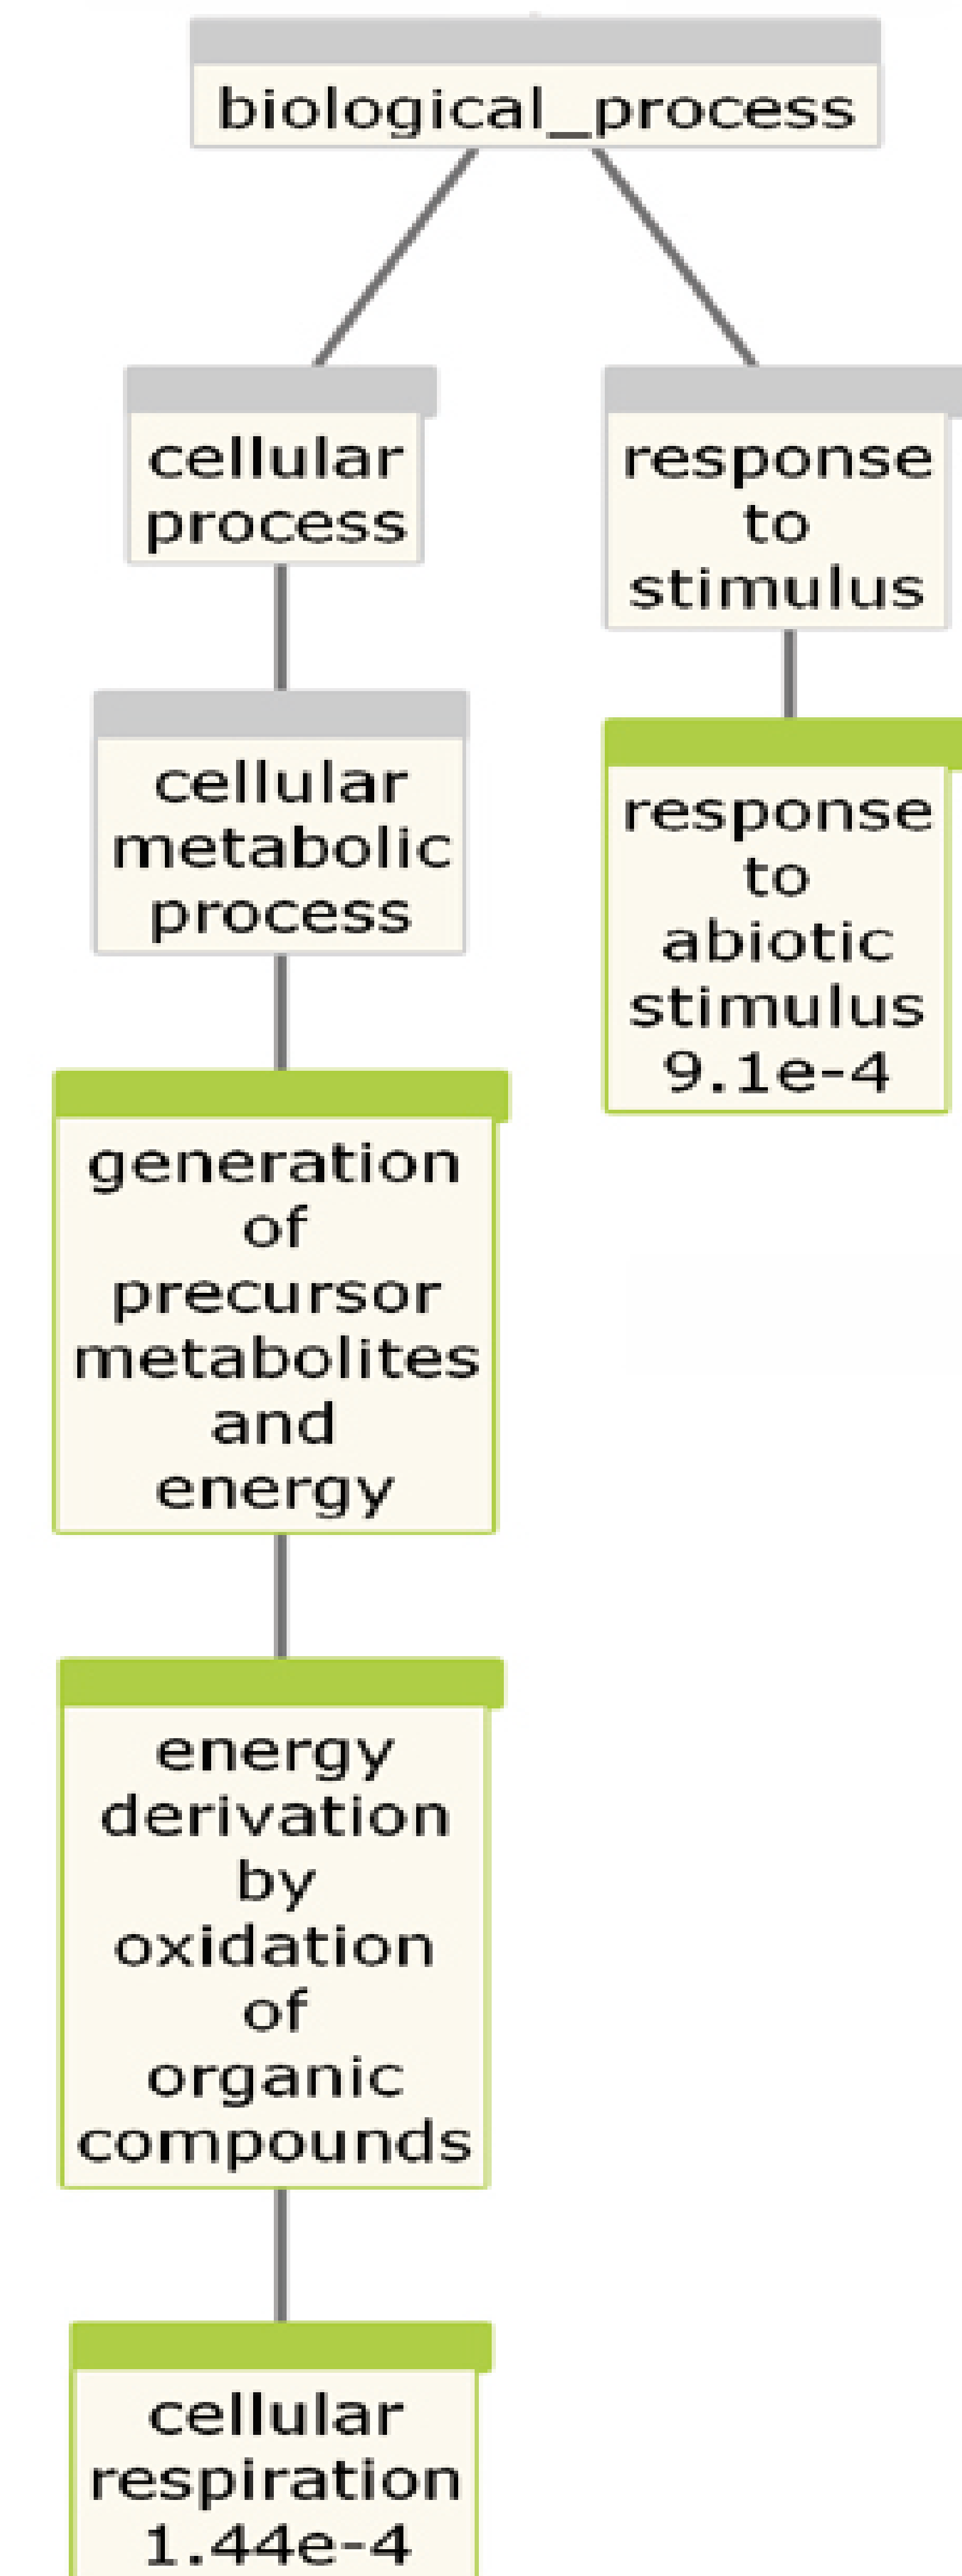 biological_process
cellular
process
response
to
stimulus
cellular
metabolic
process
response
to
abiotic
stimulus
9.1e-4
generation
of
precursor
metabolites
and
energy
energy
derivation
by
oxidation
of
organic
compounds
cellular
respiration
1.44e-4